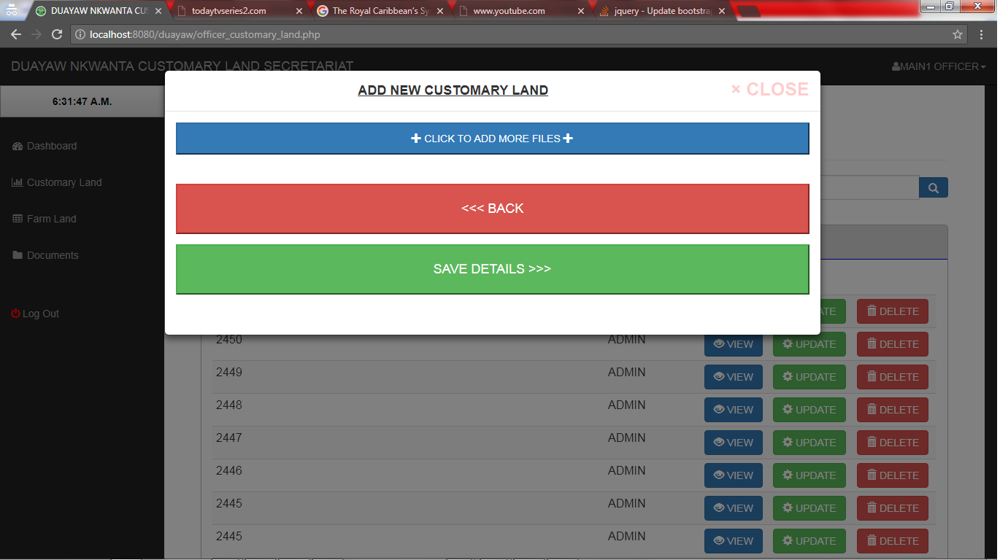 DUAYAW NKWANTA CUS
todaytvseries2.com
The Royal Caribbean's Sy
www.youtube.com
jquery - Update bootstra
localhost:8080/duayaw/officer_customary_land.php
DUAYAW NKWANTA CUSTOMARY LAND SECRETARIAT
MAIN1 OFFICER
6:31:47 A.M.
ADD NEW CUSTOMARY LAND
× CLOSE
CLICK TO ADD MORE FILES
<<< BACK
SAVE DETAILS >>>
Dashboard
Customary Land
Farm Land
Documents
Log Out
ATE DELETE
2450 ADMIN VIEW UPDATE DELETE
2449 ADMIN VIEW UPDATE DELETE
2448 ADMIN VIEW UPDATE DELETE
2447 ADMIN VIEW UPDATE DELETE
2446 ADMIN VIEW UPDATE DELETE
2445 ADMIN VIEW UPDATE DELETE
2445 ADMIN VIEW UPDATE DELETE